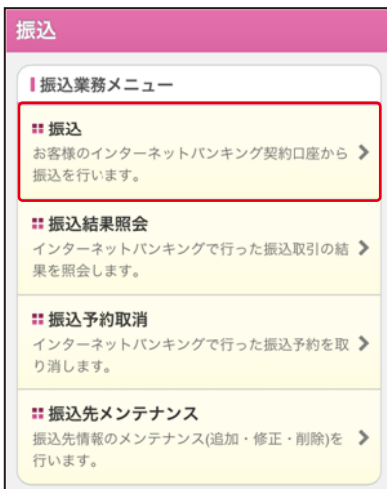 振込
振込業務メニュー
振込
お客様のインターネットバンキング契約口座から
振込を行います。
振込結果照会
インターネットバンキングで行った振込取引の結
果を照会します。
振込予約取消
インターネットバンキングで行った振込予約を取
り消します。
振込先メンテナンス
振込先情報のメンテナンス(追加・修正・削除)を
行います。